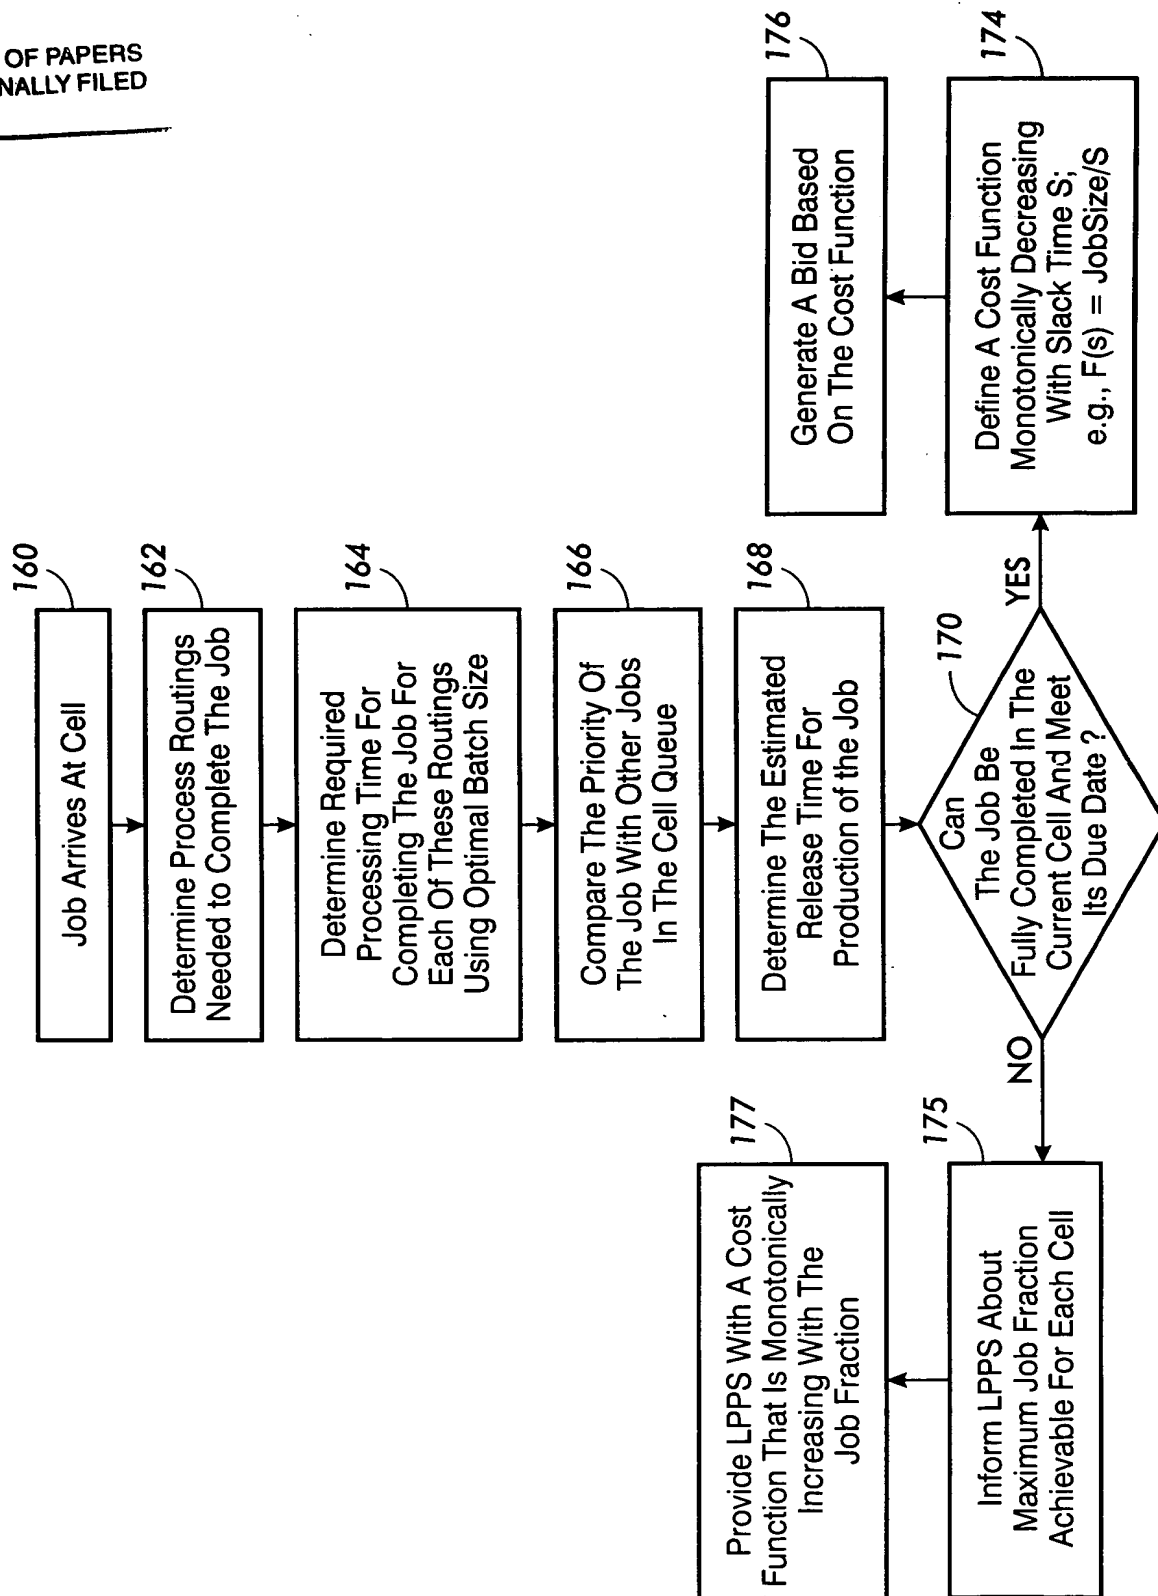 OF PAPERS
NALLY FILED
160
Job Arrives At Cell
162
Determine Process Routings
Needed to Complete The Job
164
Determine Required
Processing Time For
Completing The Job For
Each Of These Routings
Using Optimal Batch Size
166
Compare The Priority Of
The Job With Other Jobs
In The Cell Queue
168
Determine The Estimated
Release Time For
Production of the Job
170
Can
The Job Be
Fully Completed In The
Current Cell And Meet
Its Due Date ?
NO
YES
177
Provide LPPS With A Cost
Function That Is Monotonically
Increasing With The
Job Fraction
175
Inform LPPS About
Maximum Job Fraction
Achievable For Each Cell
176
Generate A Bid Based
On The Cost Function
174
Define A Cost Function
Monotonically Decreasing
With Slack Time S;
e.g., F(s) = JobSize/S